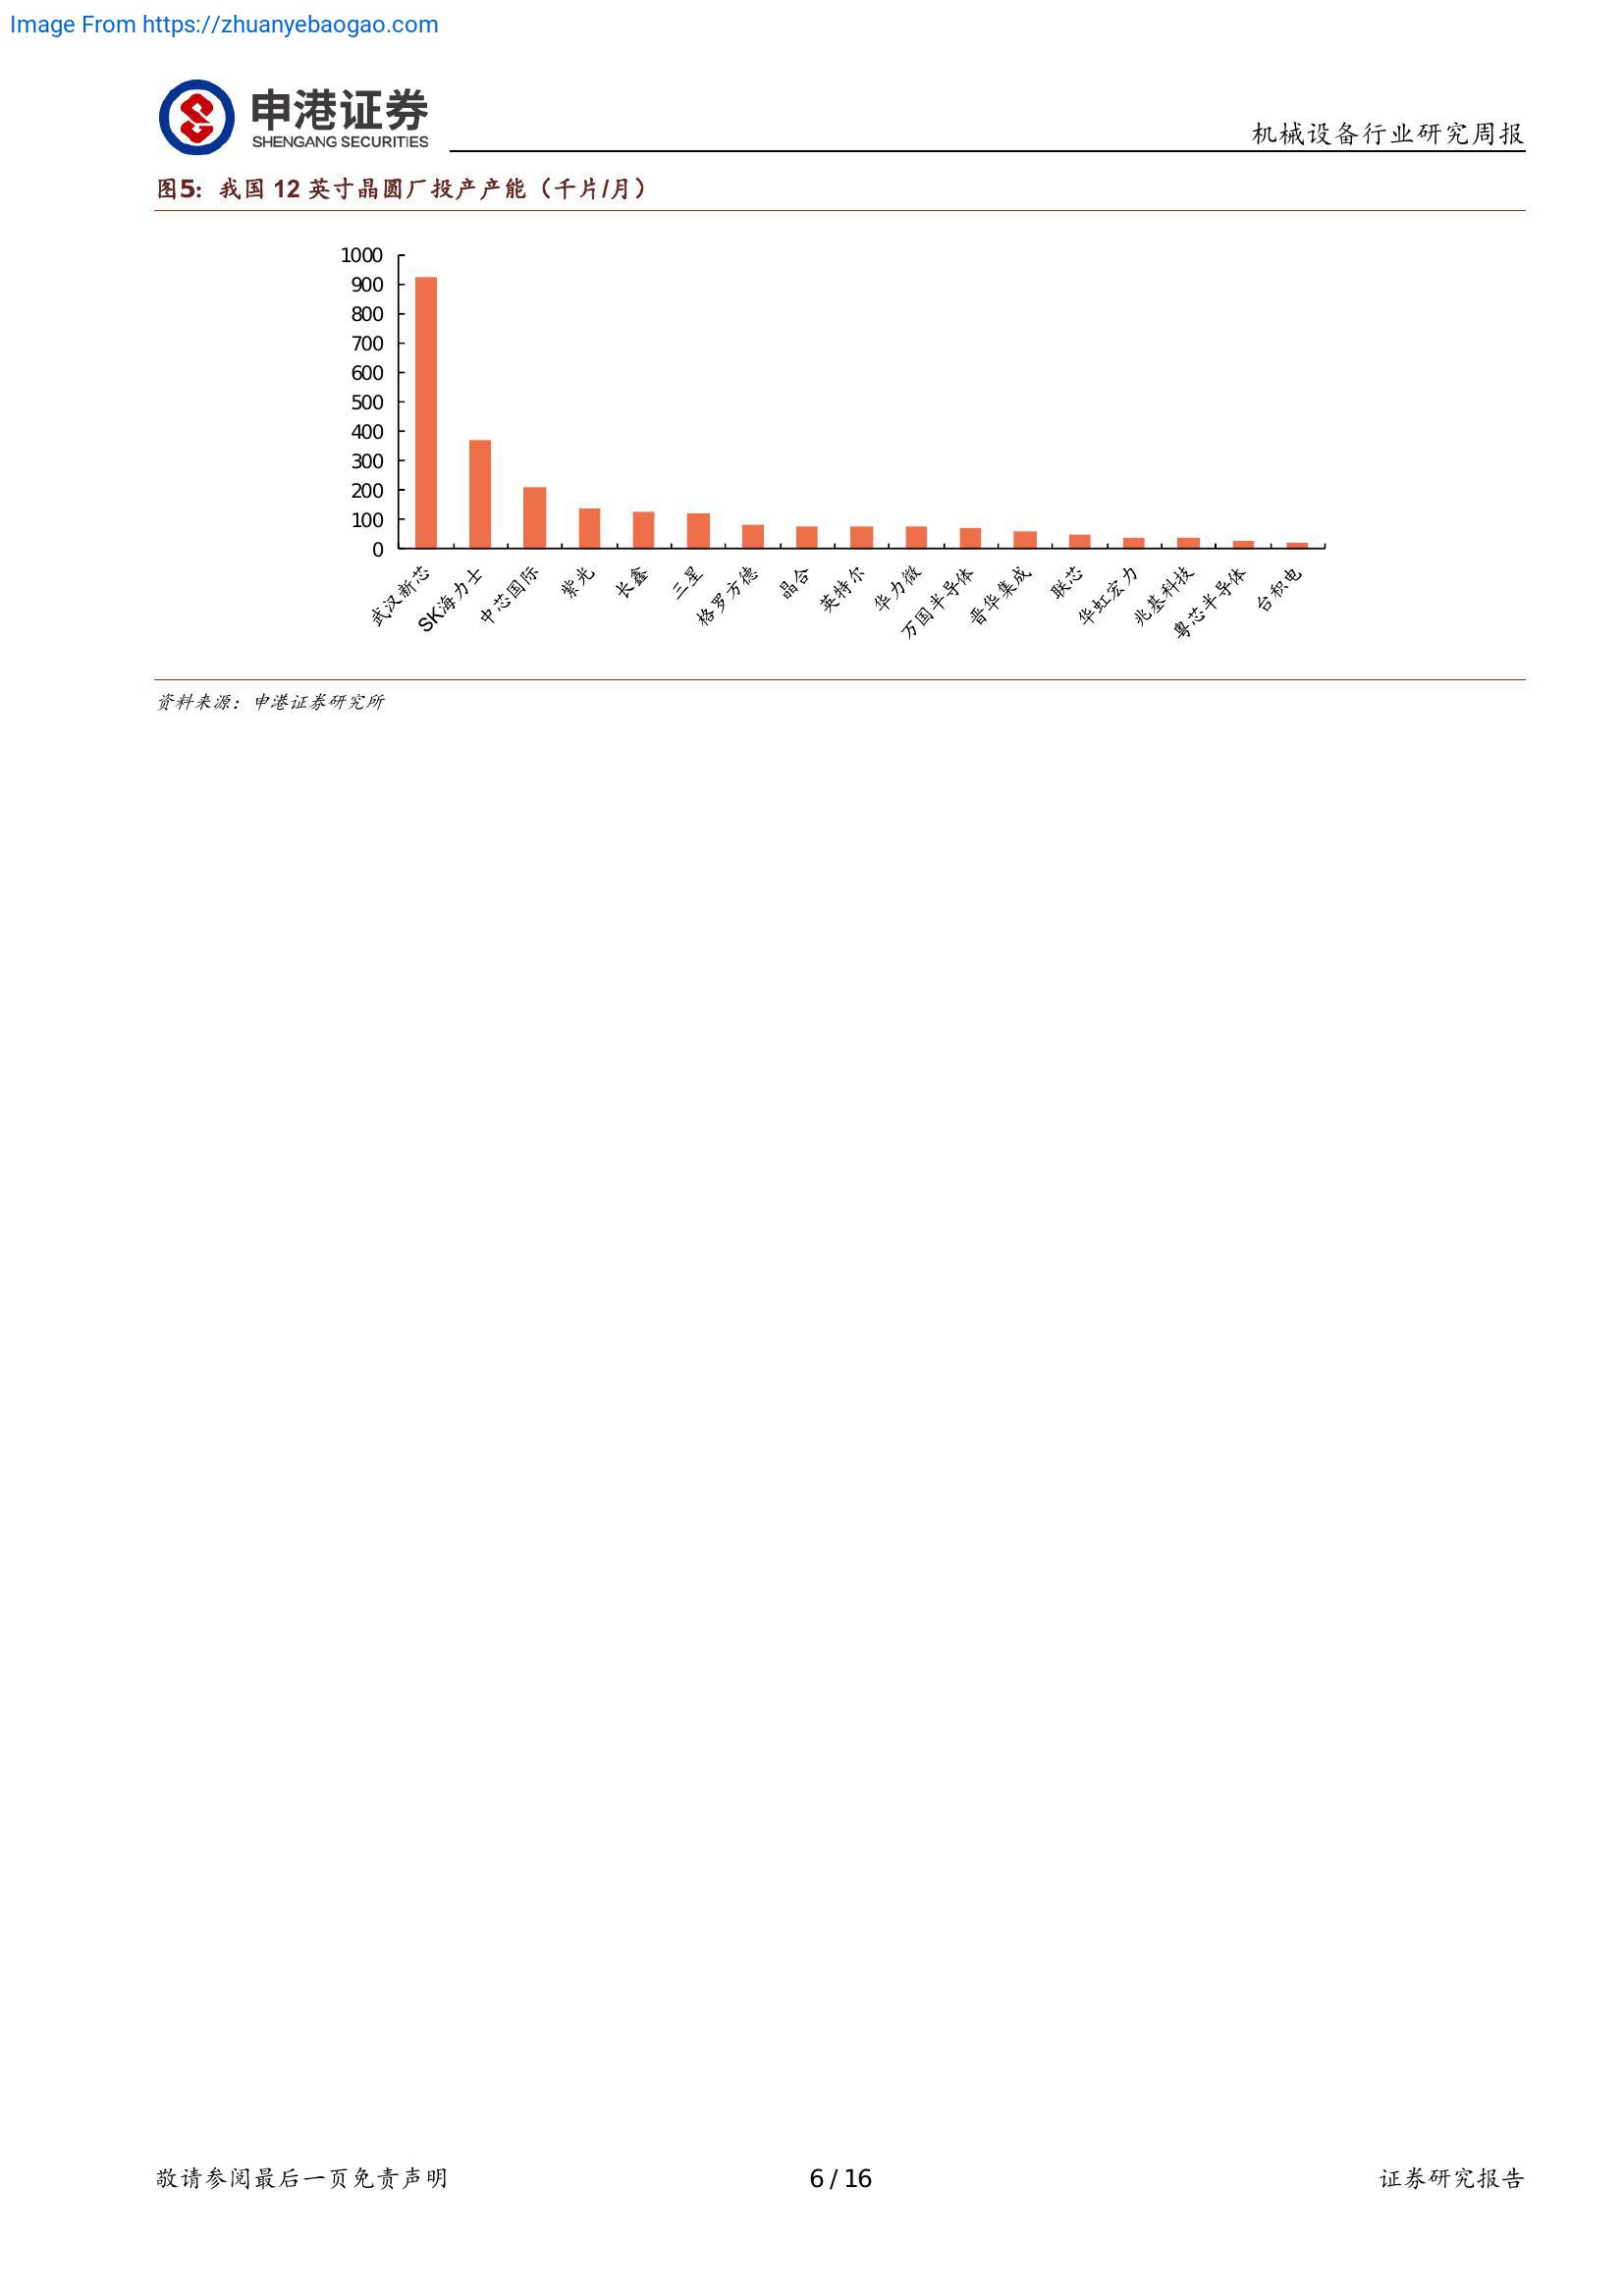 Image From https://zhuanyebaogao.com
申港证券
SHENGANG SECURITIES
机械设备行业研究周报
图5：我国 12 英寸晶圆厂投产产能（千片/月）
1000
900
800
700
600
500
400
300
200
100
0
武汉新芯
SK海力士
中芯国际
紫光
长鑫
三星
格罗方德
晶合
英特尔
华力微
万国半导体
晋华集成
联芯
华虹宏力
兆基科技
粤芯半导体
台积电
资料来源：申港证券研究所
敬请参阅最后一页免责声明
6 / 16
证券研究报告